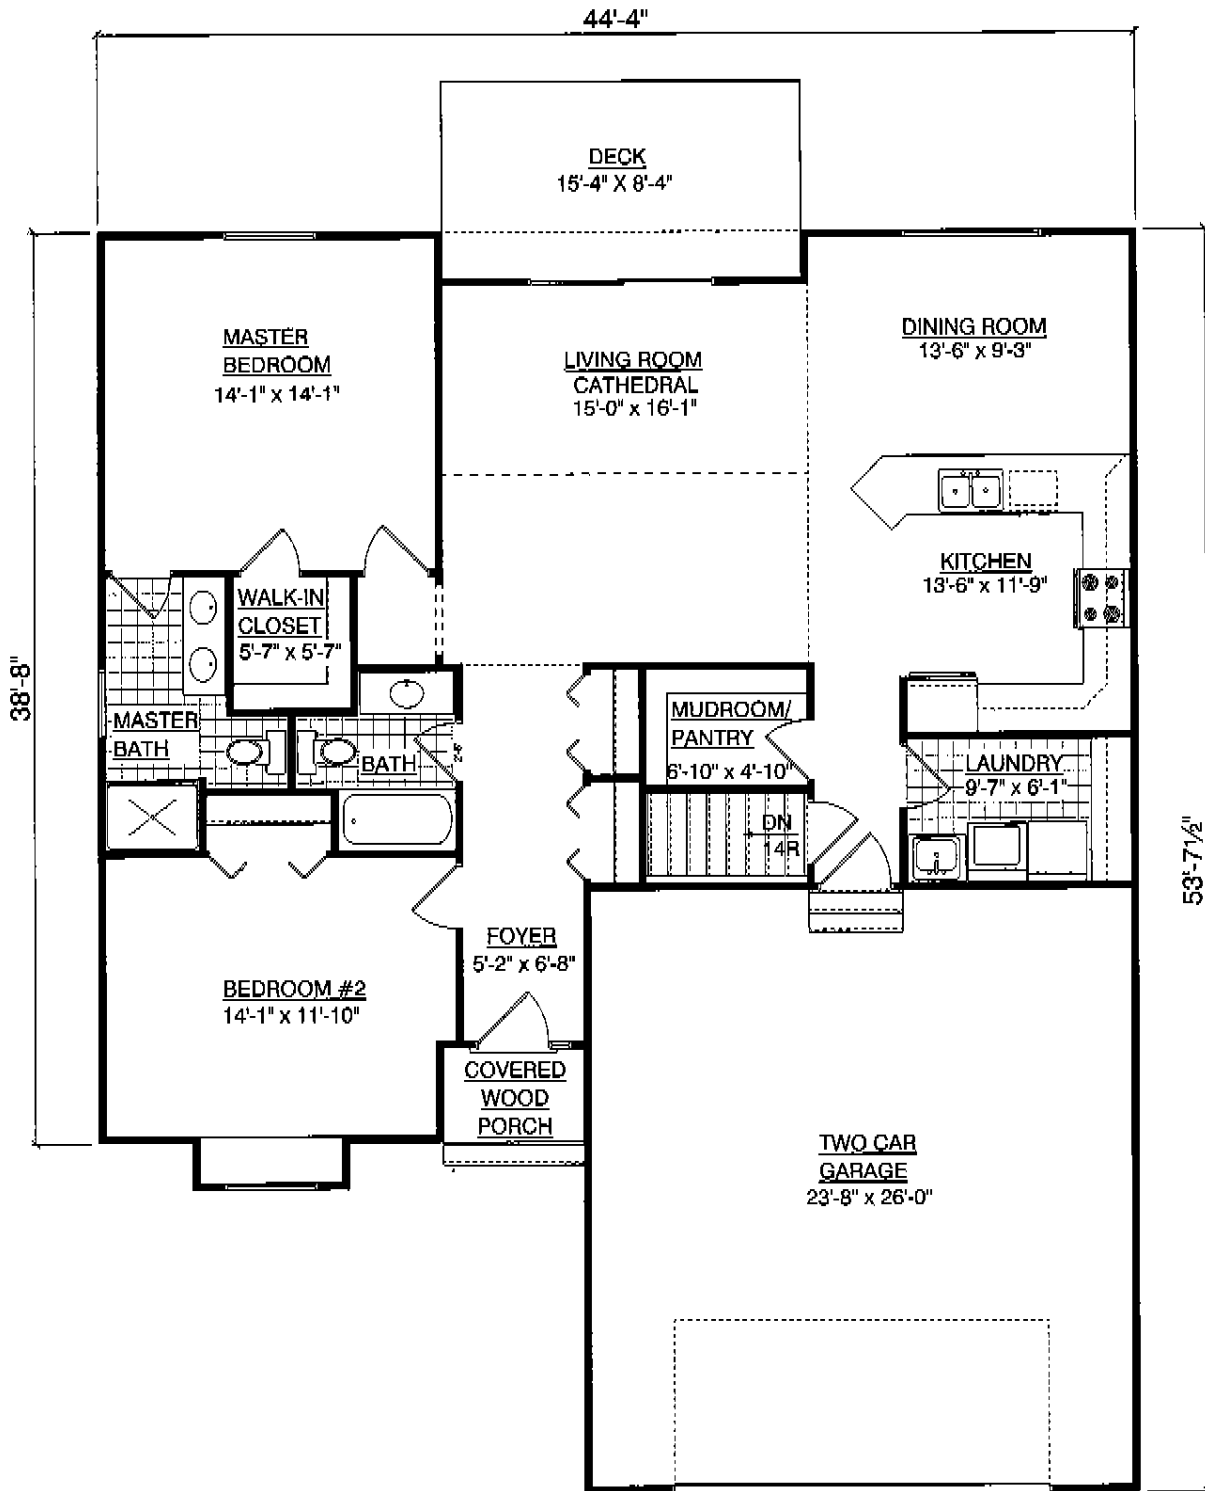 44'-4"
DECK
15'-4" X 8'-4"
MASTER
BEDROOM
14'-1" x 14'-1"
LIVING ROOM
CATHEDRAL
15'-0" x 16'-1"
DINING ROOM
13'-6" x 9'-3"
KITCHEN
13'-6" x 11'-9"
WALK-IN
CLOSET
5'-7" x 5'-7"
38'-8"
MASTER
BATH
BATH
2'-6"
MUDROOM/
PANTRY
6'-10" x 4'-10"
LAUNDRY
9'-7" x 6'-1"
DN
14R
53'-7½"
FOYER
5'-2" x 6'-8"
BEDROOM #2
14'-1" x 11'-10"
COVERED
WOOD
PORCH
TWO CAR
GARAGE
23'-8" x 26'-0"